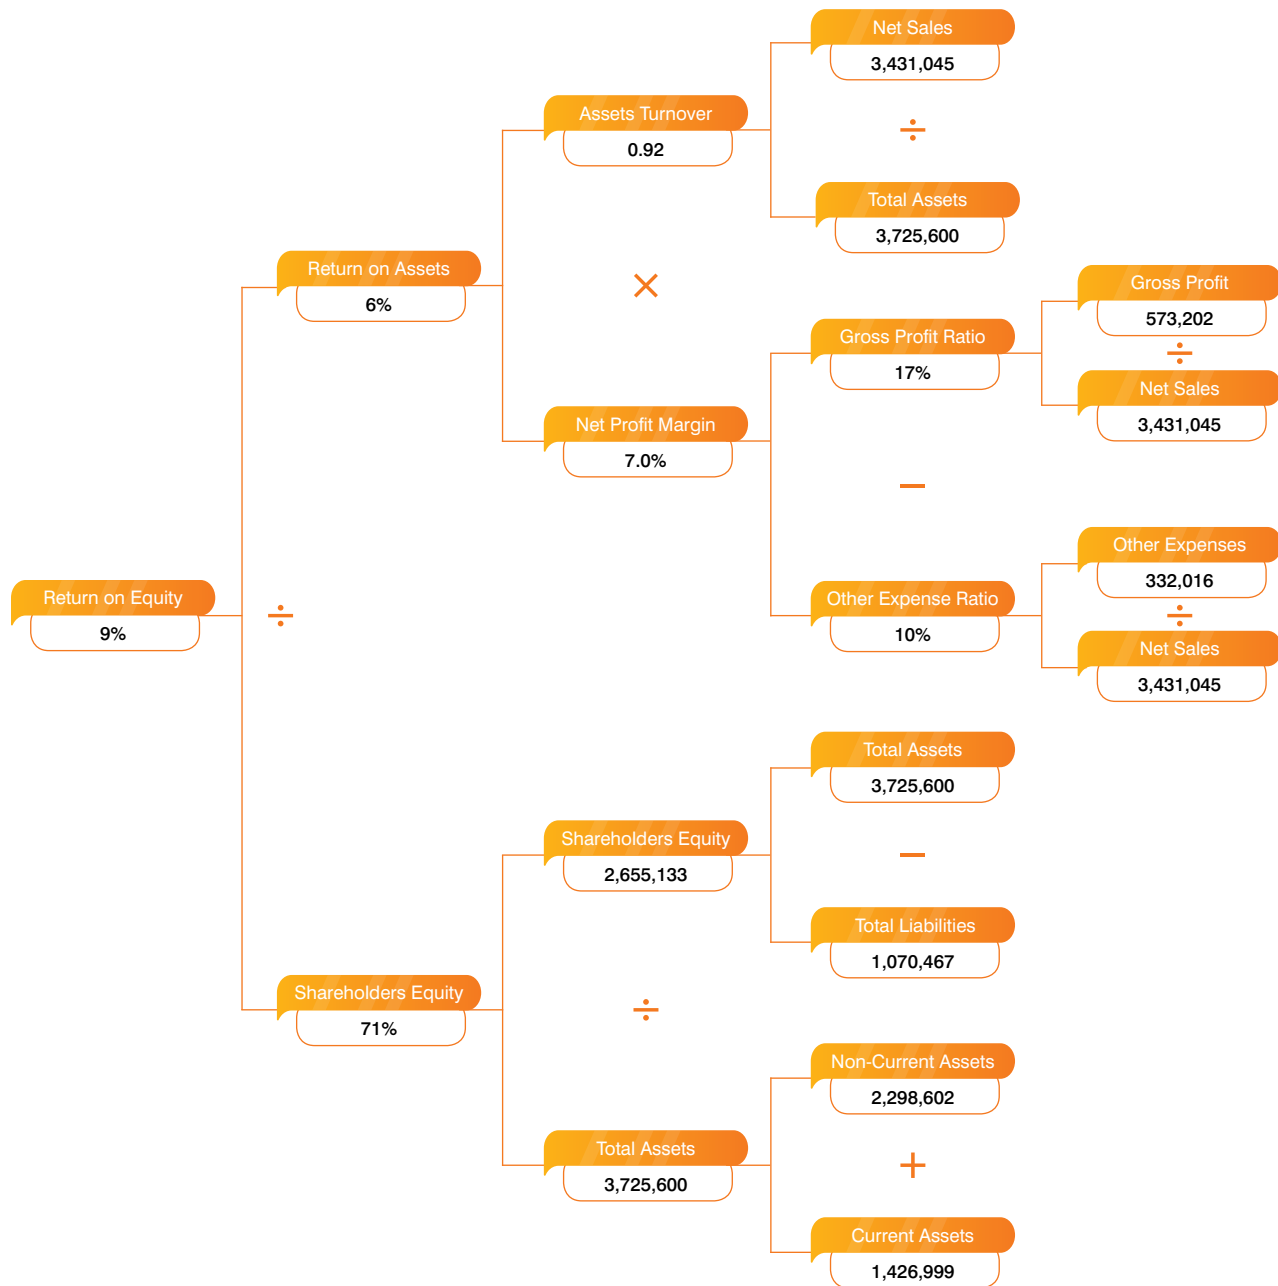 Net Sales
3,431,045
÷
Assets Turnover
0.92
Total Assets
3,725,600
Return on Assets
6%
×
Gross Profit Ratio
17%
Gross Profit
573,202
÷
Net Sales
3,431,045
Net Profit Margin
7.0%
−
Other Expense Ratio
10%
Other Expenses
332,016
÷
Net Sales
3,431,045
Return on Equity
9%
÷
Total Assets
3,725,600
Shareholders Equity
2,655,133
−
Total Liabilities
1,070,467
Shareholders Equity
71%
÷
Non-Current Assets
2,298,602
Total Assets
3,725,600
+
Current Assets
1,426,999